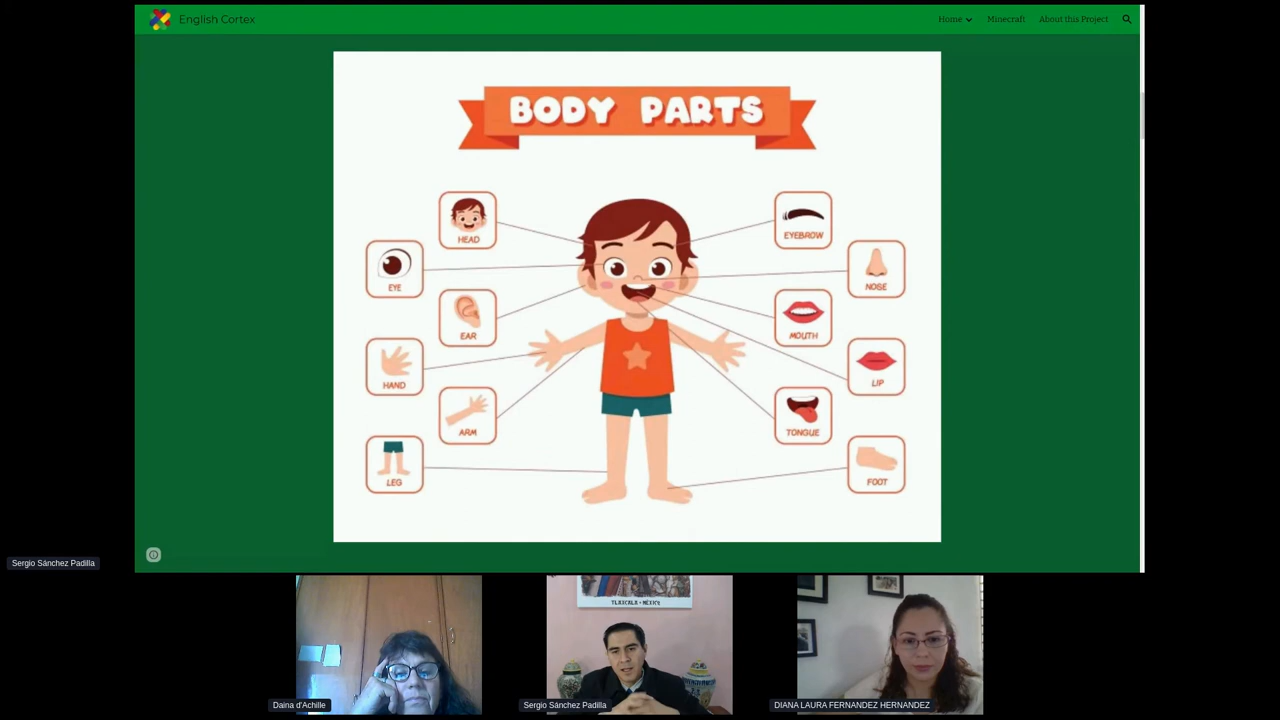 English Cortex
Home
Minecraft
About this Project
BODY PARTS
HEAD
EYEBROW
EYE
NOSE
EAR
MOUTH
HAND
LIP
ARM
TONGUE
LEG
FOOT
Sergio Sánchez Padilla
TLAXCALA • MÉXICO
Daina d'Achille
Sergio Sánchez Padilla
DIANA LAURA FERNANDEZ HERNANDEZ